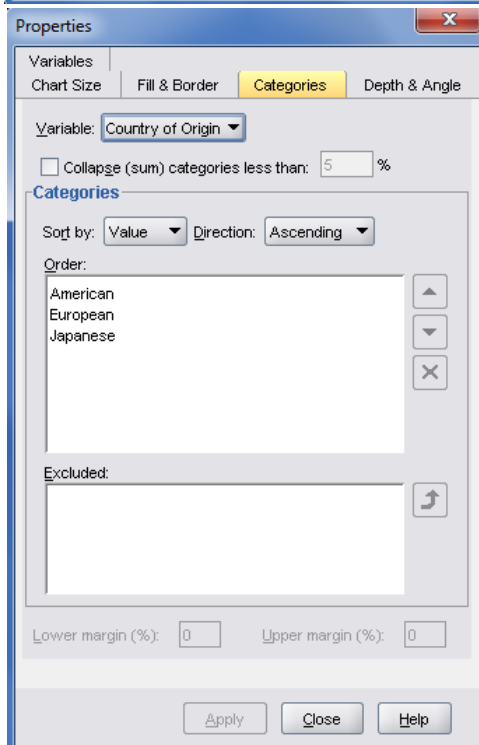 Properties
Variables
Chart Size Fill & Border Categories Depth & Angle
Variable: Country of Origin
Collapse (sum) categories less than: 5 %
Categories
Sort by: Value Direction: Ascending
Order:
American
European
Japanese
Excluded:
Lower margin (%): 0 Upper margin (%): 0
Apply Close Help